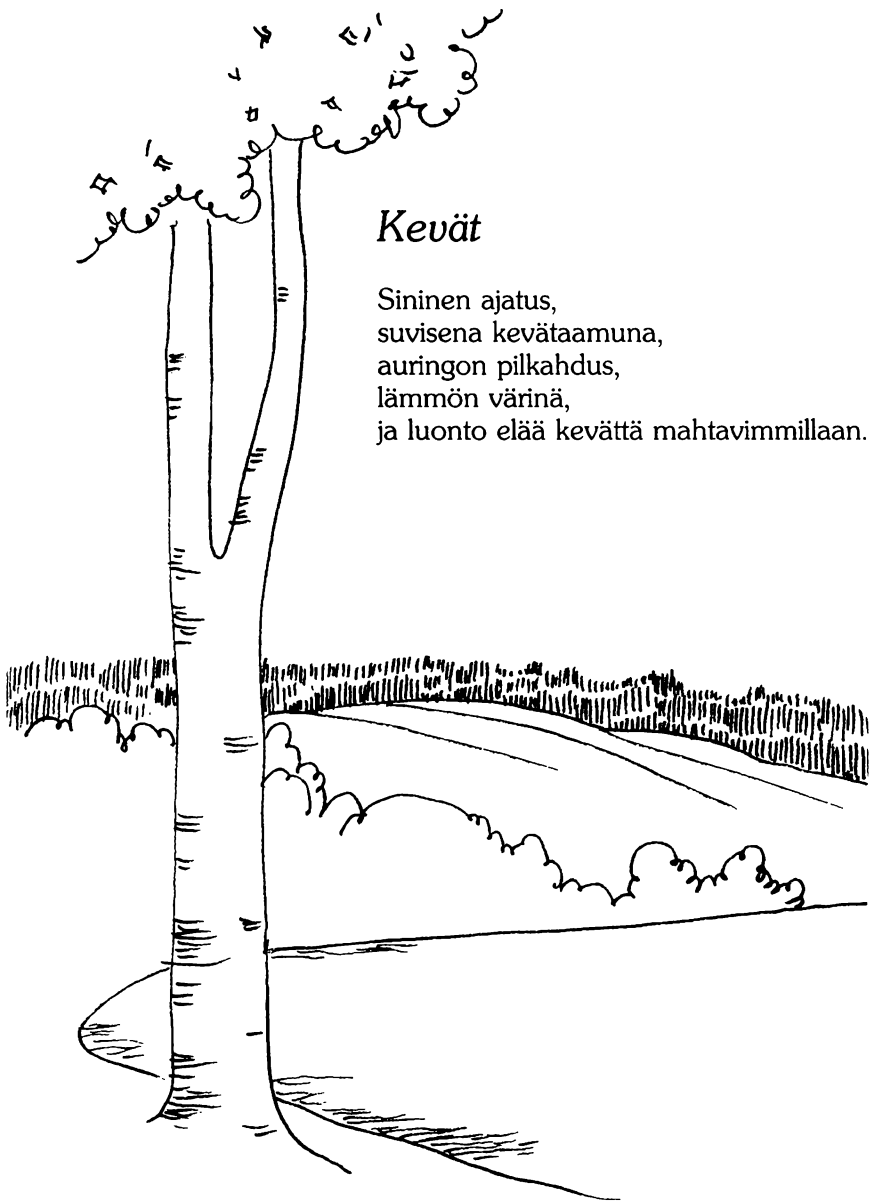 Kevät
Sininen ajatus,
suvisena kevätaamuna,
auringon pilkahdus,
lämmön värinä,
ja luonto elää kevättä mahtavimmillaan.